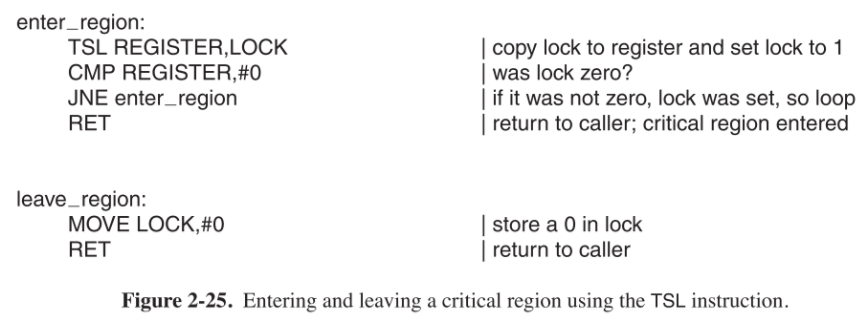 enter_region:
TSL REGISTER,LOCK | copy lock to register and set lock to 1
CMP REGISTER,#0 | was lock zero?
JNE enter_region | if it was not zero, lock was set, so loop
RET | return to caller; critical region entered
leave_region:
MOVE LOCK,#0 | store a 0 in lock
RET | return to caller
Figure 2-25. Entering and leaving a critical region using the TSL instruction.